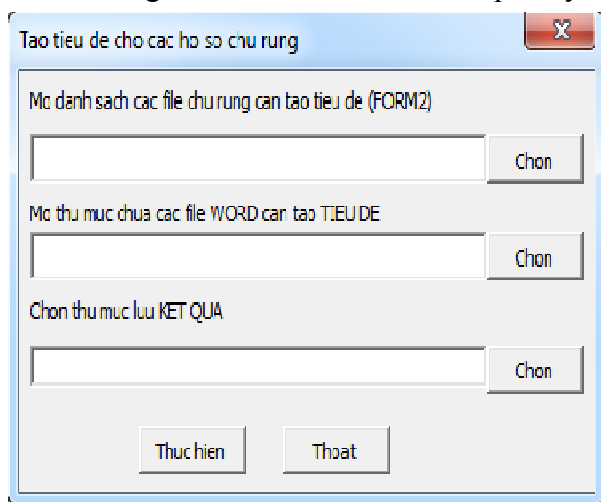 Tao tieu de cho cac ho so chu rung
X
Mo danh sach cac file chu rung can tao tieu de (FORM2)
Chon
Mo thu muc chua cac file WORD can tao TIEU DE
Chon
Chon thu muc luu KET QUA
Chon
Thuc hien Thoat